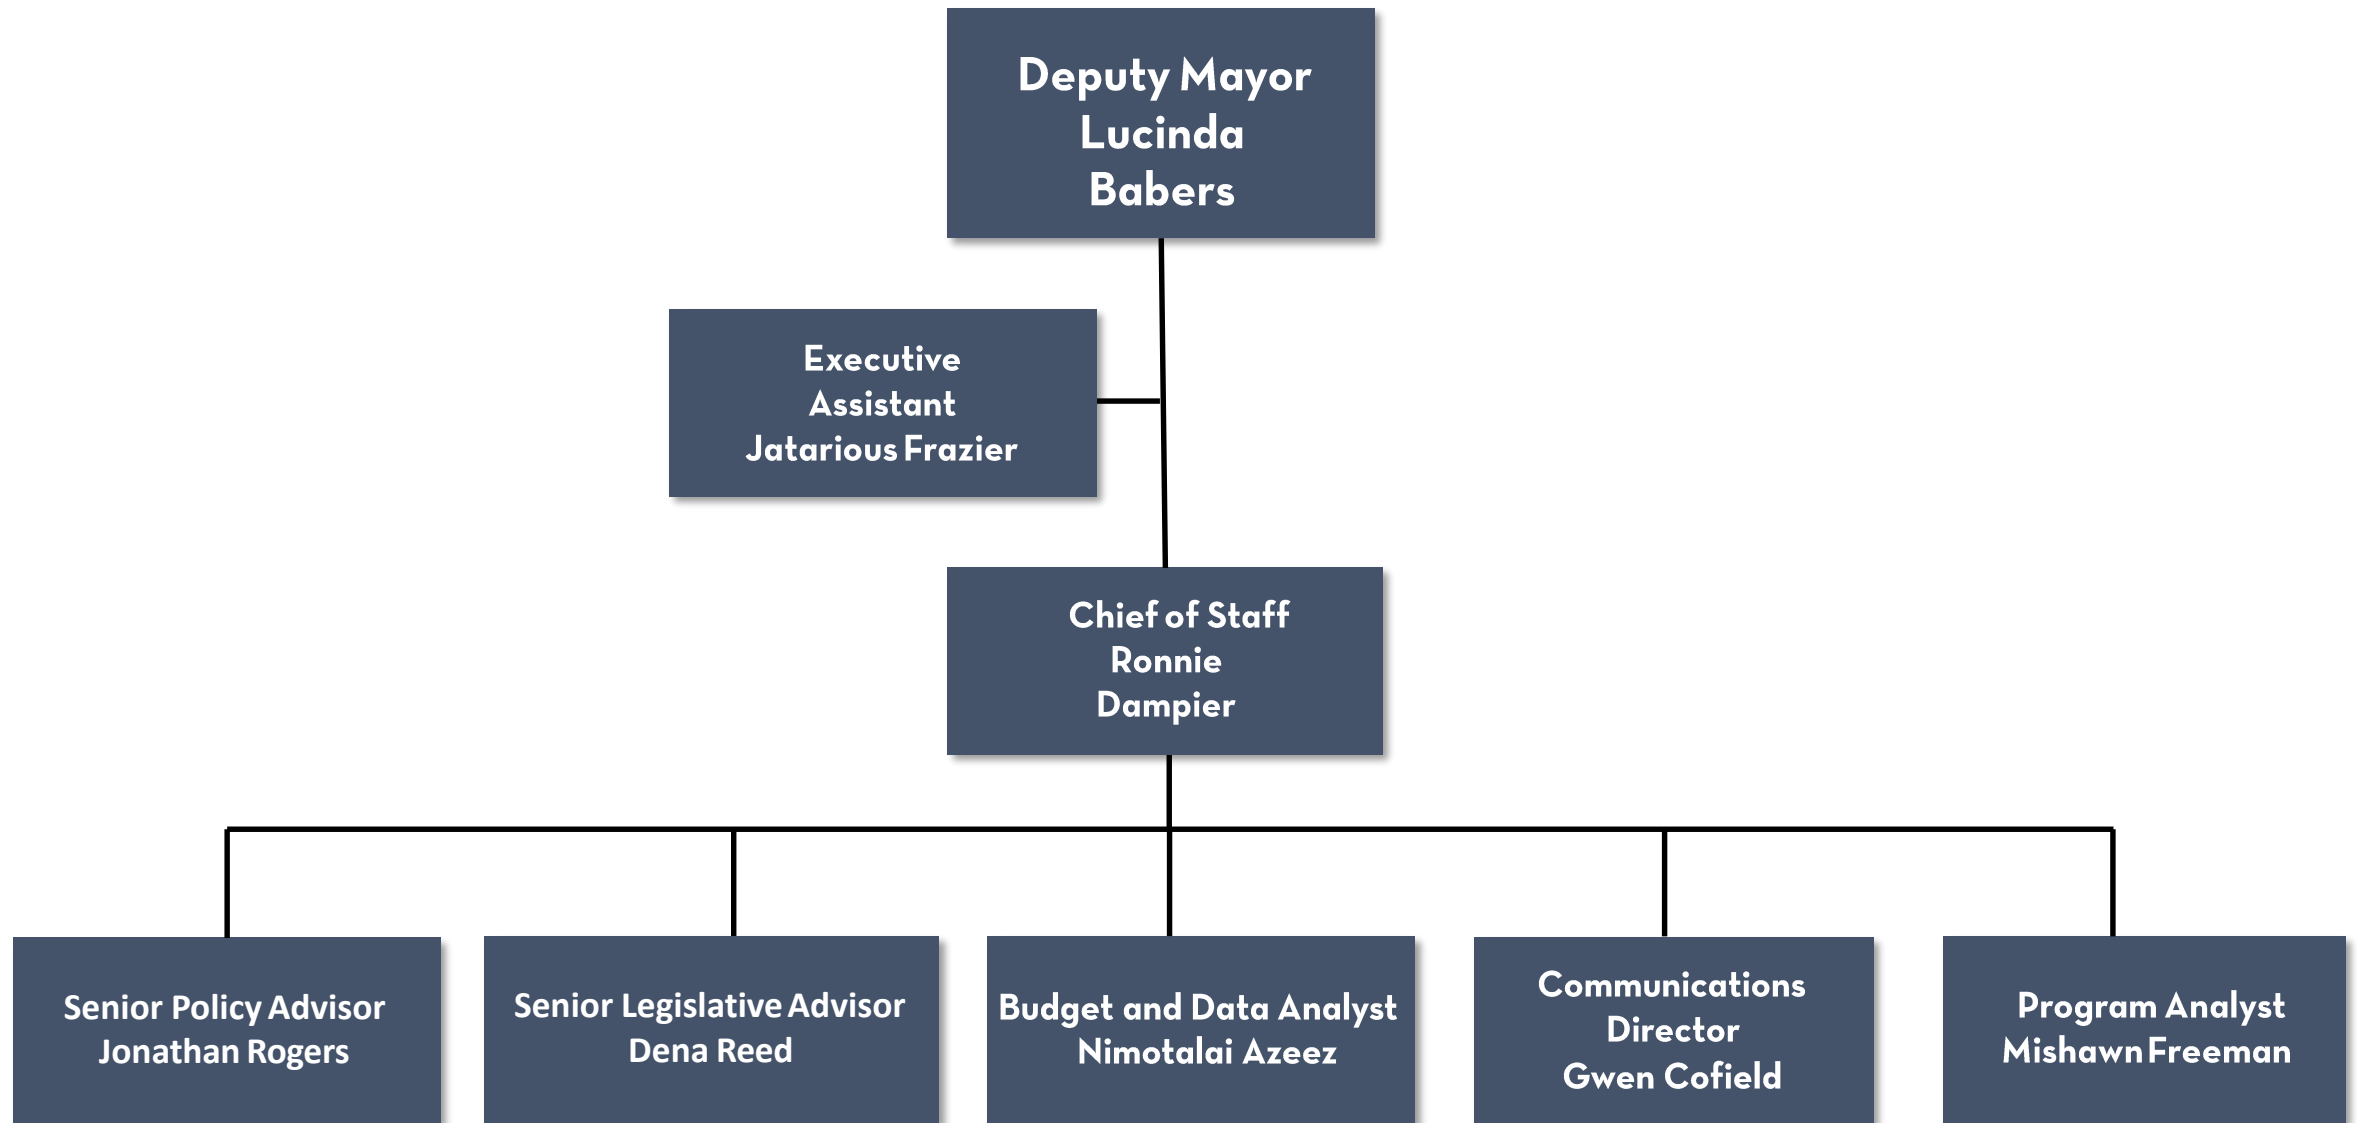 Deputy Mayor
Lucinda
Babers
Executive
Assistant
Jatarious Frazier
Chief of Staff
Ronnie
Dampier
Senior Policy Advisor
Jonathan Rogers
Senior Legislative Advisor
Dena Reed
Budget and Data Analyst
Nimotalai Azeez
Communications
Director
Gwen Cofield
Program Analyst
Mishawn Freeman